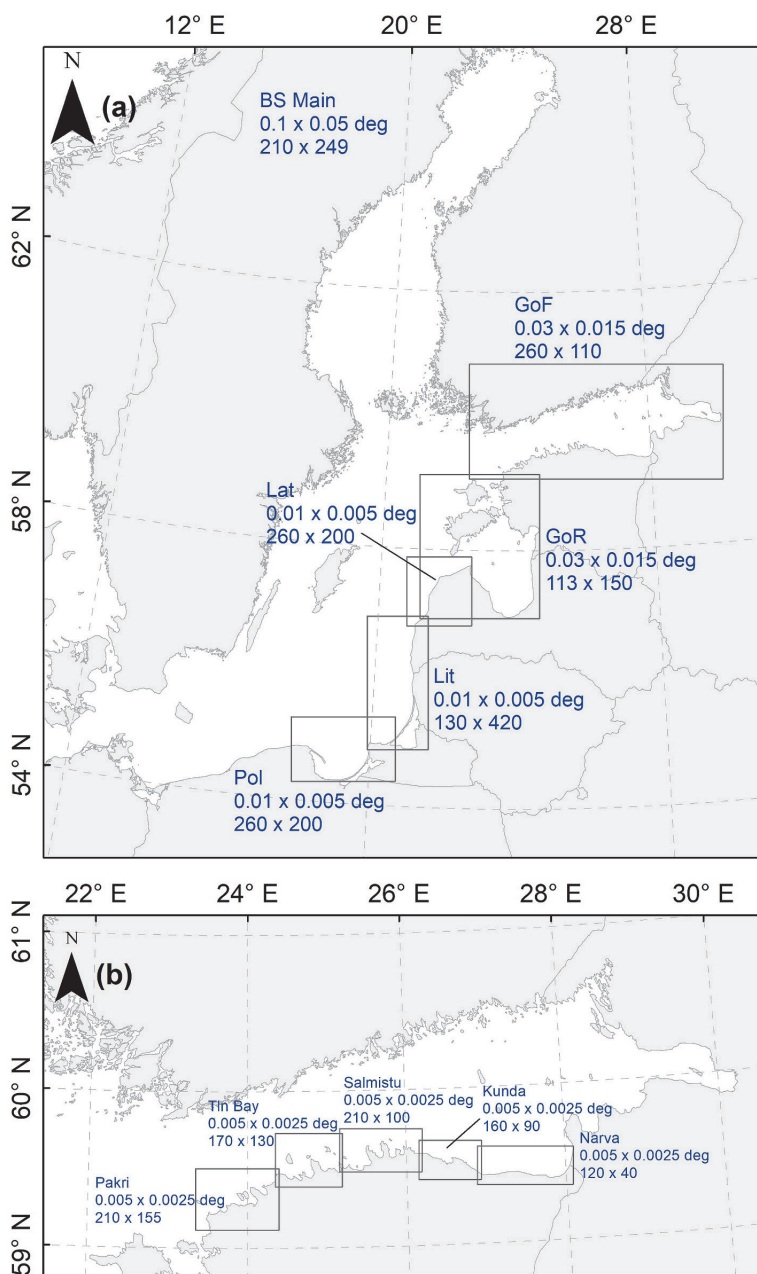 12° E 20° E 28° E
N
(a)
BS Main
0.1 x 0.05 deg
210 x 249
62° N
GoF
0.03 x 0.015 deg
260 x 110
58° N
Lat
0.01 x 0.005 deg
260 x 200
GoR
0.03 x 0.015 deg
113 x 150
Lit
0.01 x 0.005 deg
130 x 420
54° N
Pol
0.01 x 0.005 deg
260 x 200
22° E 24° E 26° E 28° E 30° E
61° N
N
(b)
60° N
Salmistu
0.005 x 0.0025 deg
210 x 100
Kunda
0.005 x 0.0025 deg
160 x 90
Tln Bay
0.005 x 0.0025 deg
170 x 130
Narva
0.005 x 0.0025 deg
120 x 40
Pakri
0.005 x 0.0025 deg
210 x 155
59° N